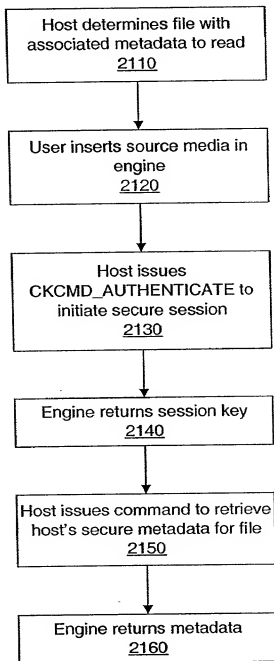 Host determines file with
associated metadata to read
2110
User inserts source media in
engine
2120
Host issues
CKCMD_AUTHENTICATE to
initiate secure session
2130
Engine returns session key
2140
Host issues command to retrieve
host's secure metadata for file
2150
Engine returns metadata
2160